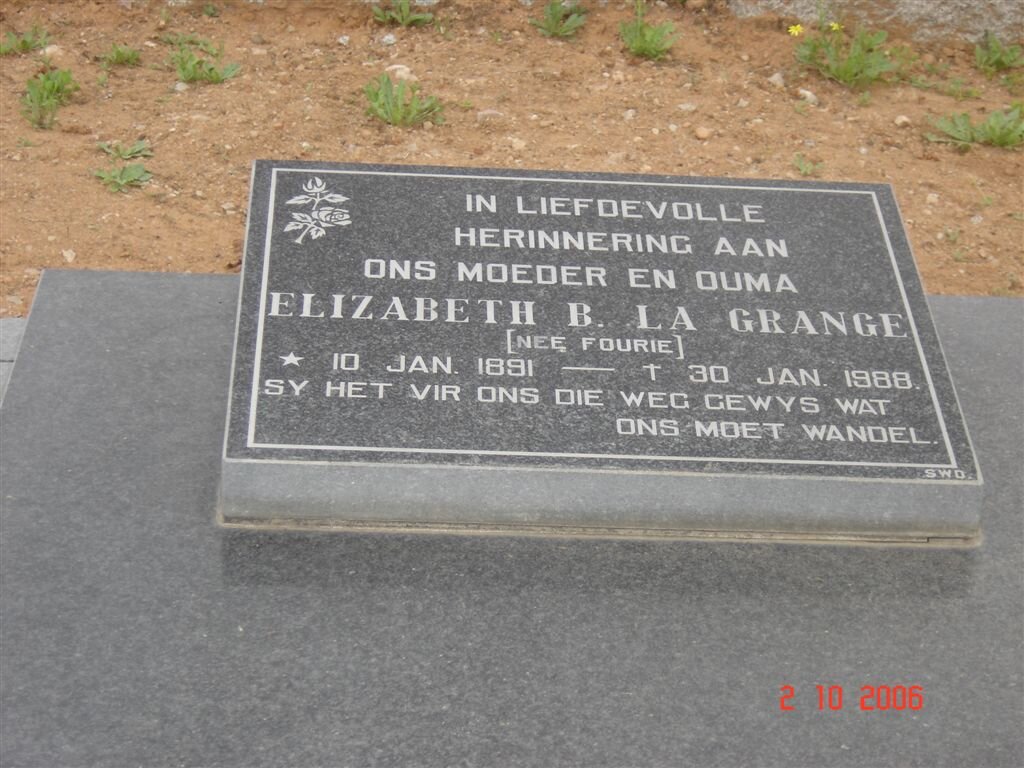 IN LIEFDEVOLLE
HERINNERING AAN
ONS MOEDER EN OUMA
ELIZABETH B. LA GRANGE
[NEE FOURIE]
★ 10 JAN. 1891 — † 30 JAN. 1988.
SY HET VIR ONS DIE WEG GEWYS WAT
ONS MOET WANDEL.
SWD.
2 10 2006